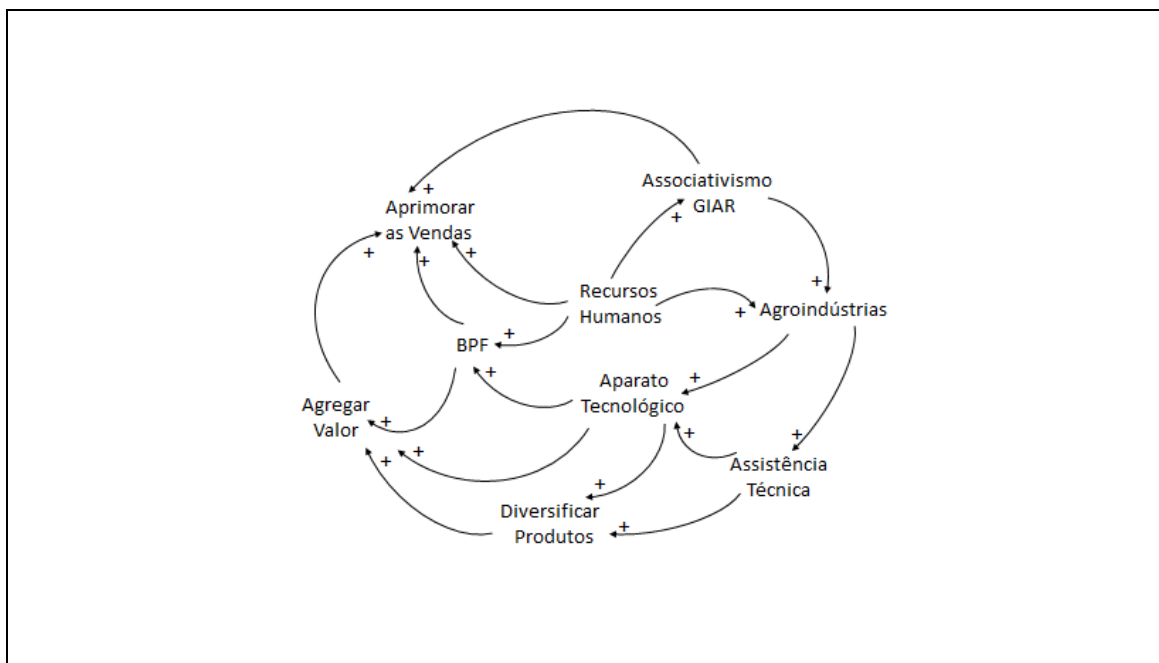 +
Associativismo
GIAR
+
Aprimorar
as Vendas
+
+
+
+
+
Recursos
Humanos
+
Agroindústrias
+
BPF
+
+
Aparato
Tecnológico
Agregar
Valor
+
+
+
+
+
Assistência
Técnica
+
Diversificar
Produtos
+